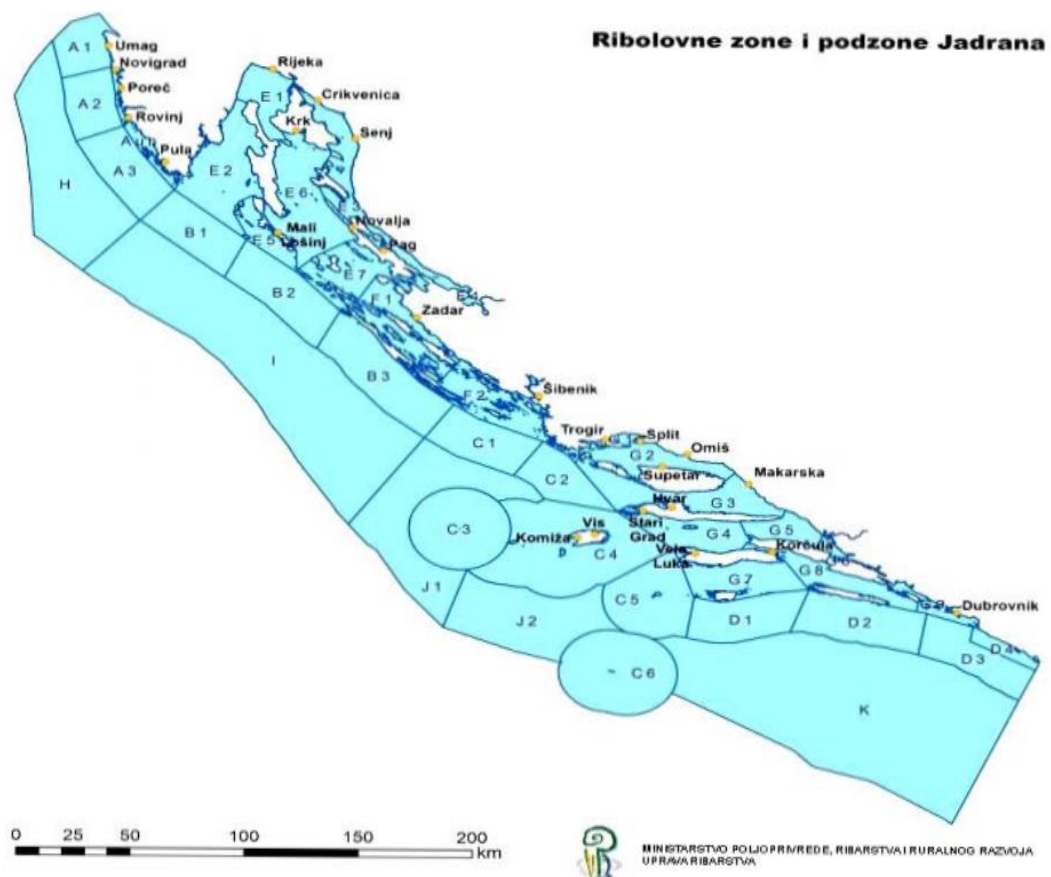 Ribolovne zone i podzone Jadrana
A 1
Umag
Novigrad
Poreč
A 2
Rovinj
Pula
A 3
H
Rijeka
E 1
Crikvenica
Krk
Senj
E 2
E 6
E 3
Novalja
Mali
Lošinj
E 5
Pag
B 1
E 7
E 4
B 2
F 1
Zadar
I
B 3
F 2
Šibenik
C 1
Trogir
Split
G 2
Omiš
C 2
Supetar
Makarska
Hvar
G 3
C 3
Vis
Stari
Grad
G 4
G 5
Komiža
C 4
Vela
Luka
Korčula
G 8
J 1
C 5
G 7
Dubrovnik
J 2
D 1
D 2
D 4
D 3
C 6
K
0 25 50 100 150 200
km
MINISTARSTVO POLJOPRIVREDE, RIBARSTVA I RURALNOG RAZVOJA
UPRAVA RIBARSTVA